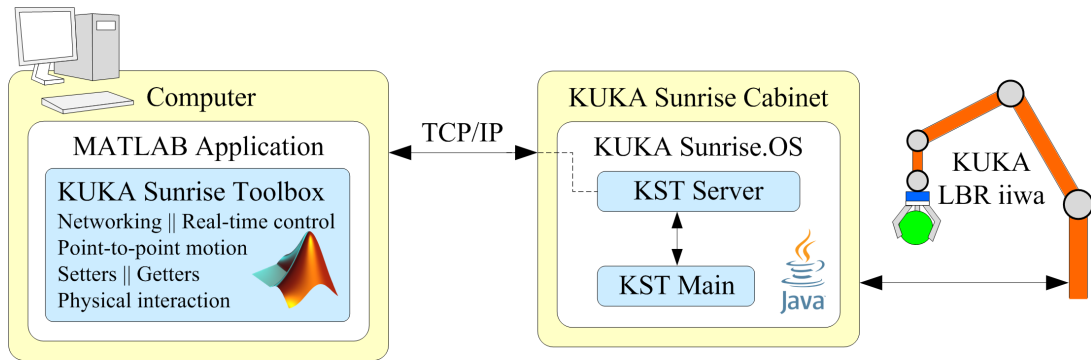 Computer
MATLAB Application
KUKA Sunrise Toolbox
Networking || Real-time control
Point-to-point motion
Setters || Getters
Physical interaction
TCP/IP
KUKA Sunrise Cabinet
KUKA Sunrise.OS
KST Server
KST Main
Java
KUKA
LBR iiwa